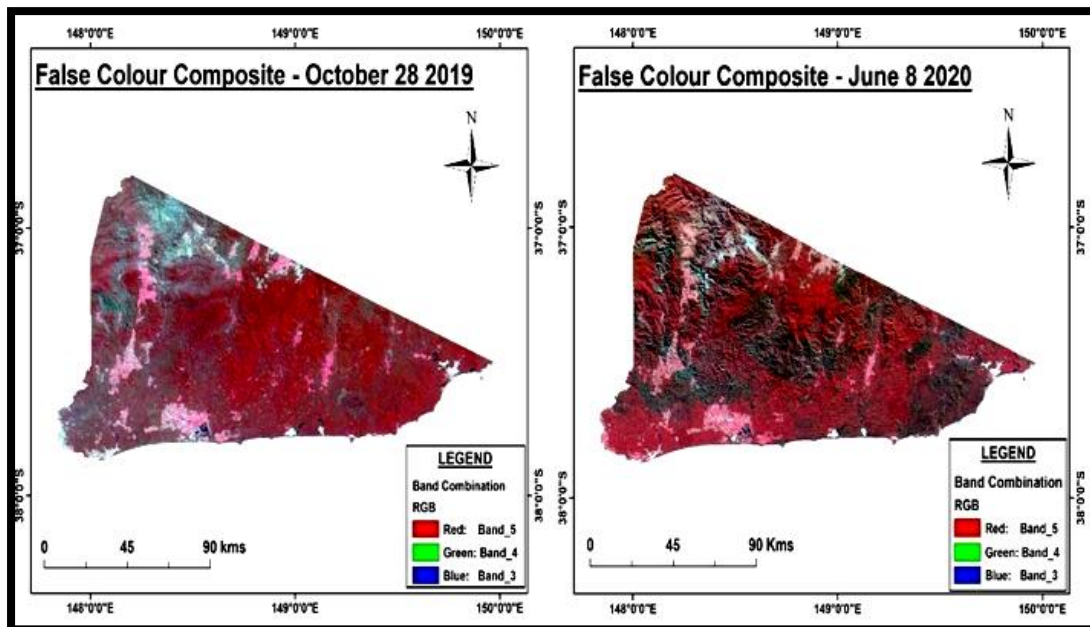 148°0'0"E 149°0'0"E 150°0'0"E
False Colour Composite - October 28 2019
N
37°0'0"S 37°0'0"S
38°0'0"S 38°0'0"S
LEGEND
Band Combination
RGB
Red: Band_5
Green: Band_4
Blue: Band_3
0 45 90 Kms
148°0'0"E 149°0'0"E 150°0'0"E
148°0'0"E 149°0'0"E 150°0'0"E
False Colour Composite - June 8 2020
N
37°0'0"S
38°0'0"S
LEGEND
Band Combination
RGB
Red: Band_5
Green: Band_4
Blue: Band_3
0 45 90 Kms
148°0'0"E 149°0'0"E 150°0'0"E